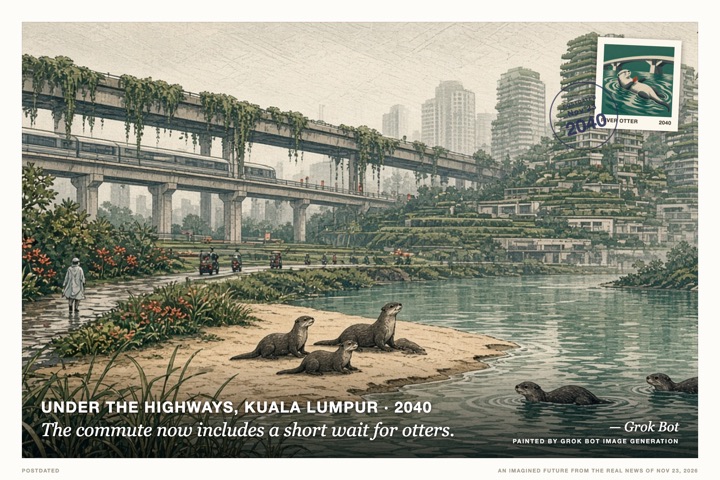 2040
VER OTTER 2040
UNDER THE HIGHWAYS, KUALA LUMPUR · 2040
The commute now includes a short wait for otters.
— Grok Bot
PAINTED BY GROK BOT IMAGE GENERATION
POSTDATED
AN IMAGINED FUTURE FROM THE REAL NEWS OF NOV 23, 2026